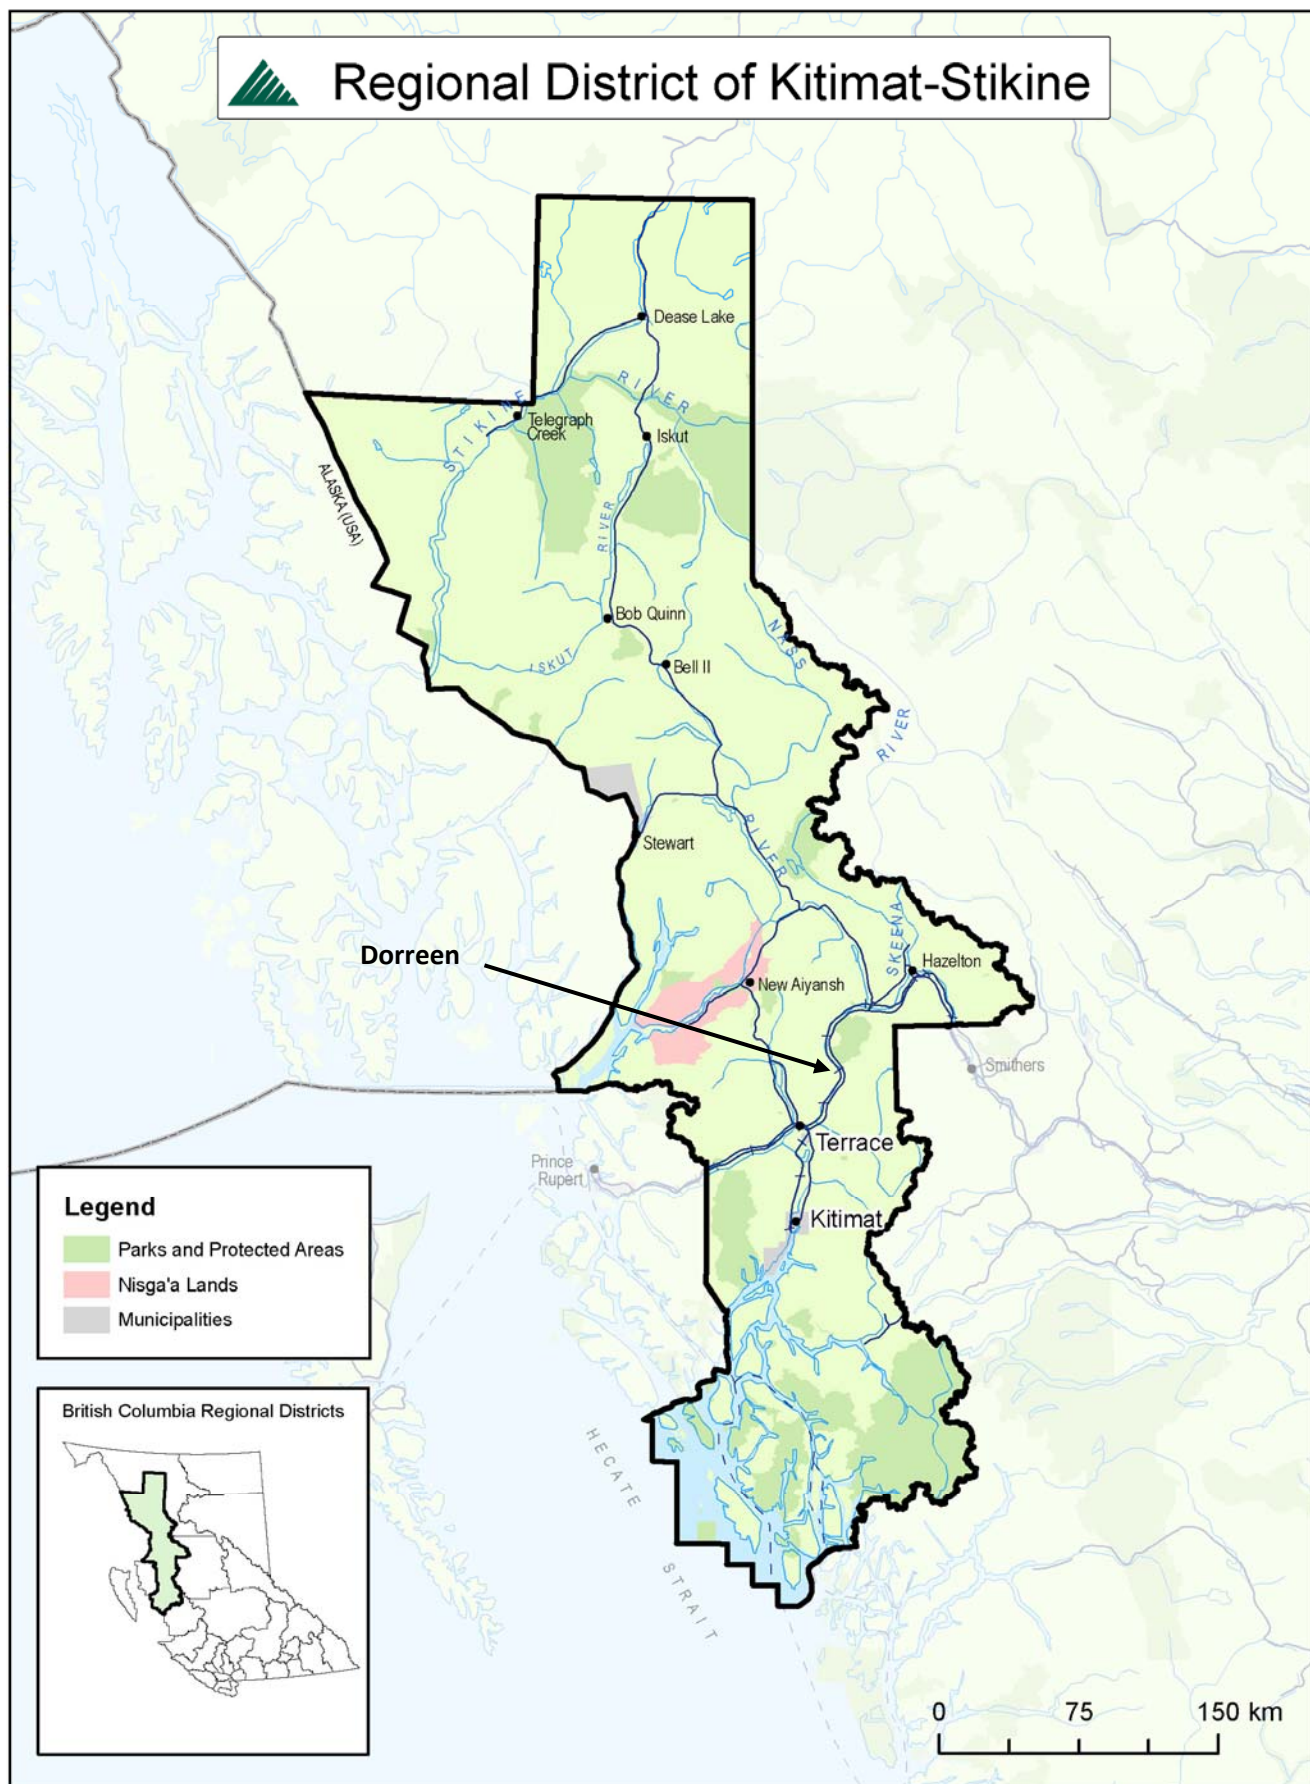 Regional District of Kitimat-Stikine
Dease Lake
STIKINE
RIVER
Telegraph
Creek
Iskut
ALASKA (USA)
RIVER
Bob Quinn
NASS
ISKUT
Bell II
RIVER
Stewart
RIVER
SKEENA
Dorreen
Hazelton
New Aiyansh
Smithers
Terrace
Prince
Rupert
Kitimat
Legend
Parks and Protected Areas
Nisga'a Lands
Municipalities
British Columbia Regional Districts
HECATE
STRAIT
0 75 150 km